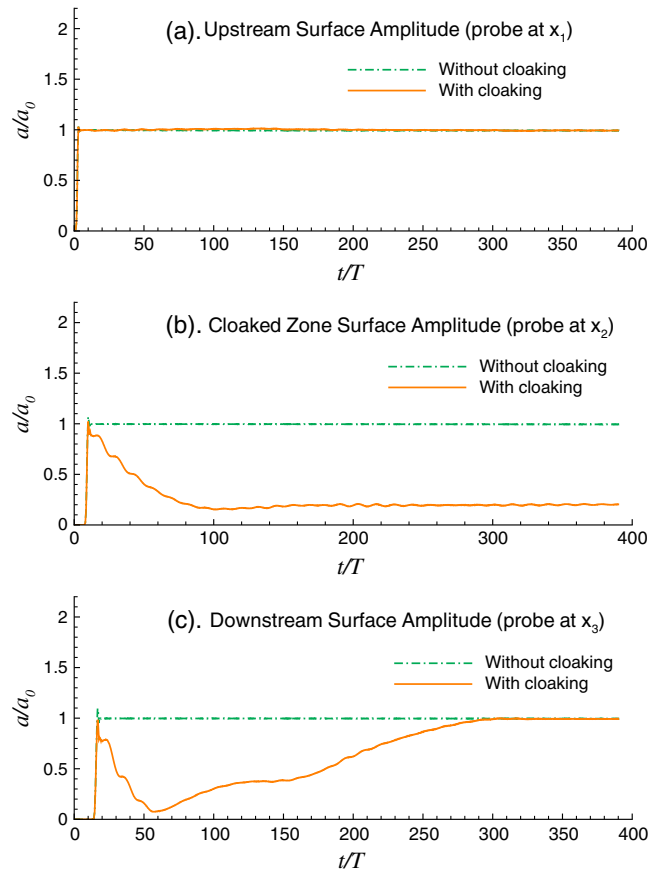 (a). Upstream Surface Amplitude (probe at x1)
Without cloaking
With cloaking
a/a0
2
1.5
1
0.5
0
0 50 100 150 200 250 300 350 400
t/T
(b). Cloaked Zone Surface Amplitude (probe at x2)
Without cloaking
With cloaking
a/a0
2
1.5
1
0.5
0
0 50 100 150 200 250 300 350 400
t/T
(c). Downstream Surface Amplitude (probe at x3)
Without cloaking
With cloaking
a/a0
2
1.5
1
0.5
0
0 50 100 150 200 250 300 350 400
t/T